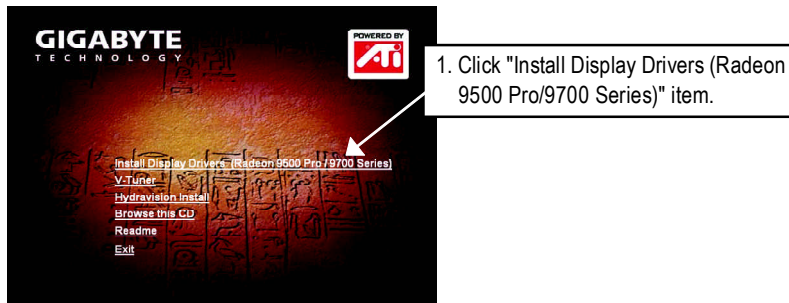 GIGABYTE
TECHNOLOGY
POWERED BY
ATi
1. Click "Install Display Drivers (Radeon
9500 Pro/9700 Series)" item.
Install Display Drivers (Radeon 9500 Pro / 9700 Series)
V-Tuner
Hydravision Install
Browse this CD
Readme
Exit